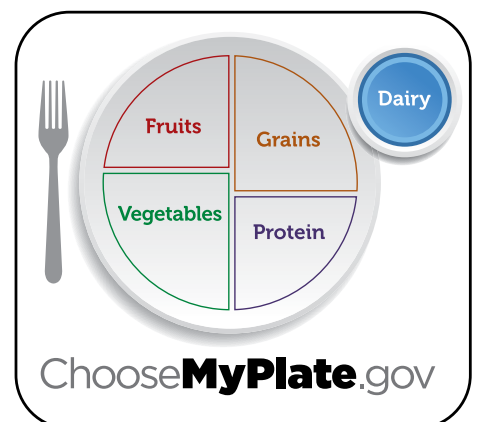 Dairy
Fruits
Grains
Vegetables
Protein
ChooseMyPlate.gov